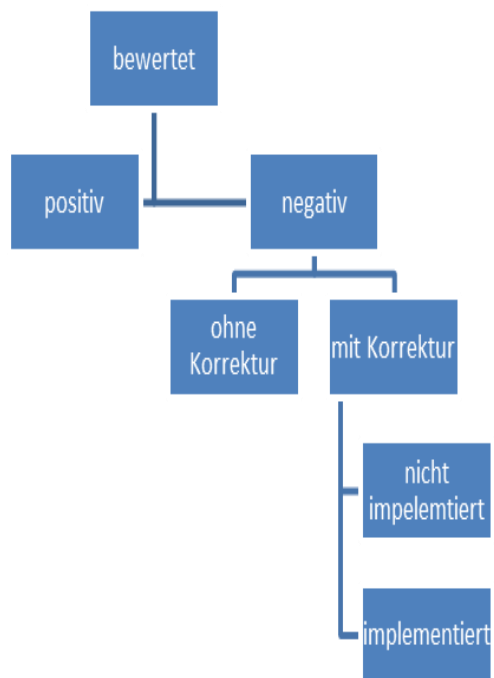 bewertet
positiv
negativ
ohne
Korrektur
mit Korrektur
nicht
impelemtiert
implementiert